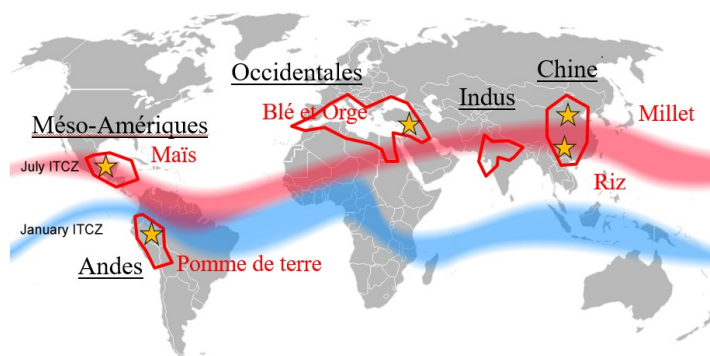 Occidentales
Chine
Indus
Blé et Orge
Millet
Méso-Amériques
Maïs
July ITCZ
Riz
January ITCZ
Andes
Pomme de terre